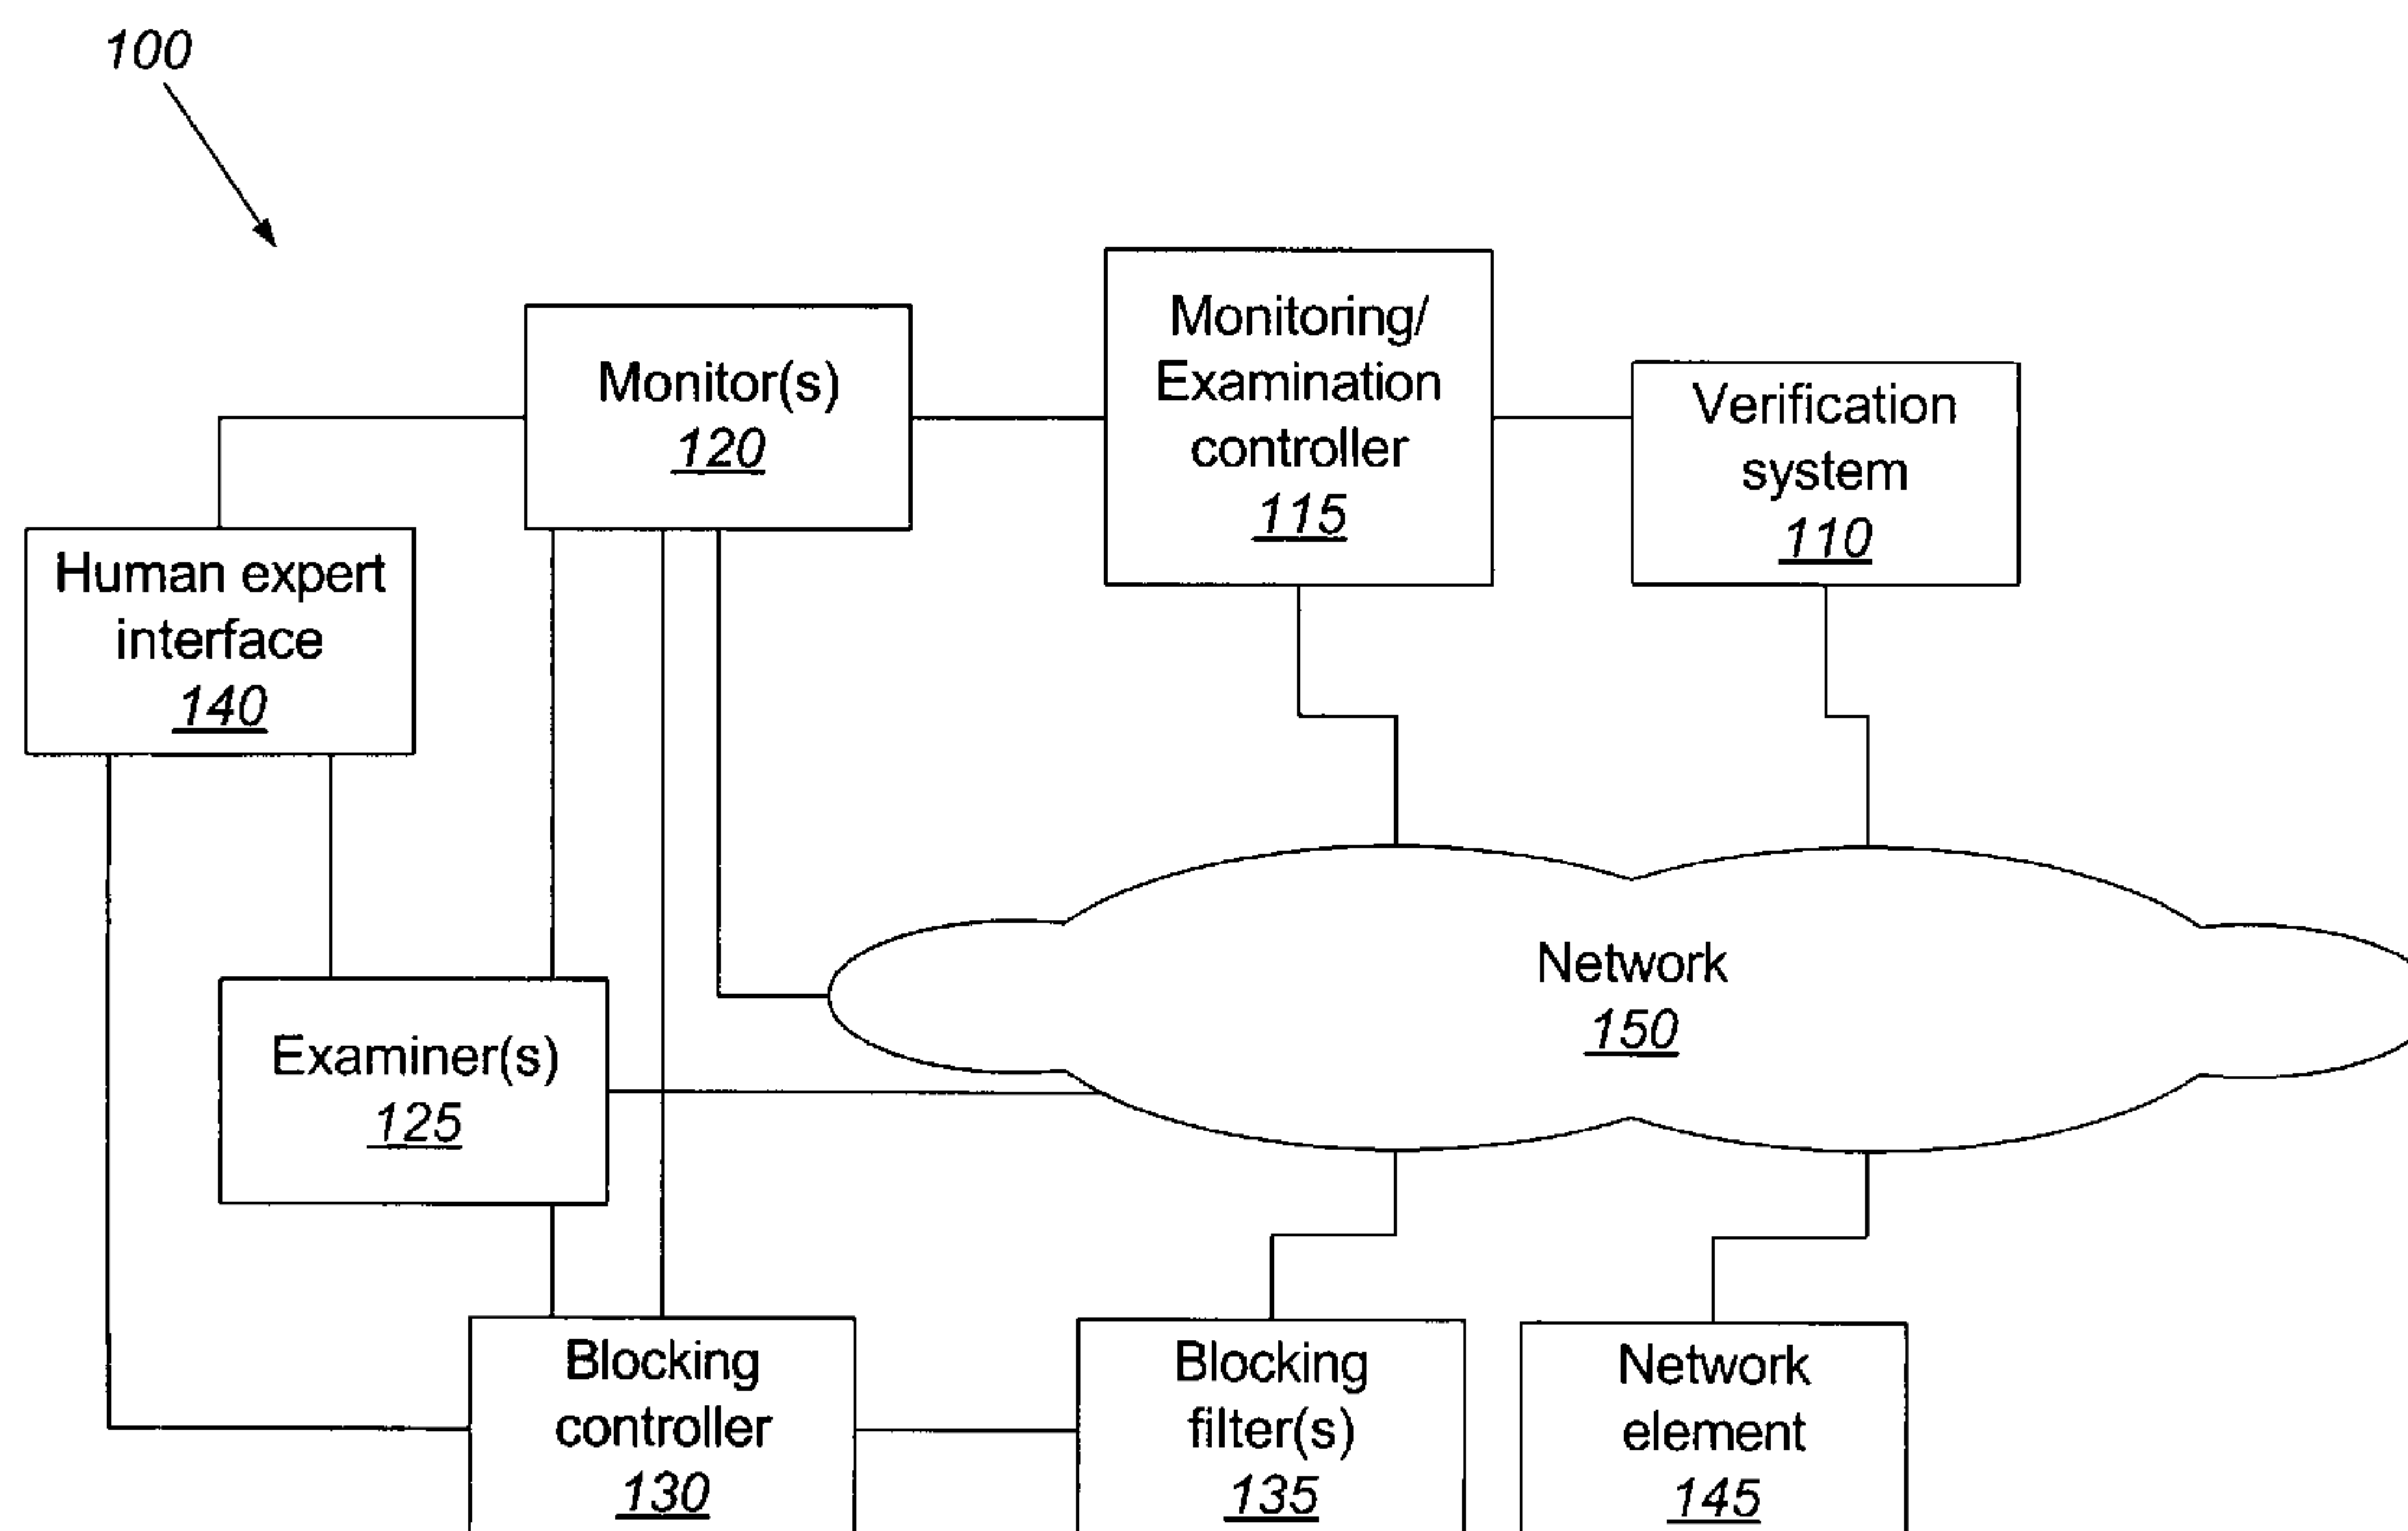 100
Monitor(s)
120
Monitoring/
Examination
controller
115
Verification
system
110
Human expert
interface
140
Network
150
Examiner(s)
125
Blocking
controller
130
Blocking
filter(s)
135
Network
element
145